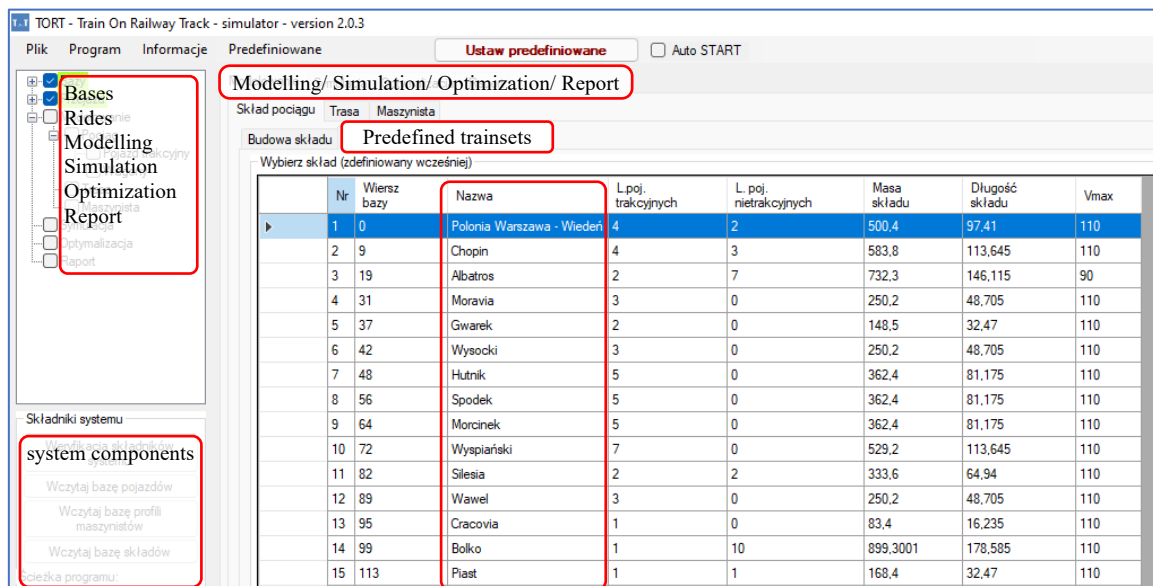 TORT - Train On Railway Track - simulator - version 2.0.3
Plik Program Informacje Predefiniowane Ustaw predefiniowane Auto START
Modelling/ Simulation/ Optimization/ Report
Bases
Rides
Modelling
Simulation
Optimization
Report
Symulacja
Optymalizacja
Raport
Skład pociągu Trasa Maszynista
Budowa składu Predefined trainsets
Wybierz skład (zdefiniowany wcześniej)
Nr Wiersz bazy Nazwa L.poj. trakcyjnych L. poj. nietrakcyjnych Masa składu Długość składu Vmax
1 0 Polonia Warszawa - Wiedeń 4 2 500,4 97,41 110
2 9 Chopin 4 3 583,8 113,645 110
3 19 Albatros 2 7 732,3 146,115 90
4 31 Moravia 3 0 250,2 48,705 110
5 37 Gwarek 2 0 148,5 32,47 110
6 42 Wysocki 3 0 250,2 48,705 110
7 48 Hutnik 5 0 362,4 81,175 110
8 56 Spodek 5 0 362,4 81,175 110
9 64 Morcinek 5 0 362,4 81,175 110
10 72 Wyspiański 7 0 529,2 113,645 110
11 82 Silesia 2 2 333,6 64,94 110
12 89 Wawel 3 0 250,2 48,705 110
13 95 Cracovia 1 0 83,4 16,235 110
14 99 Bolko 1 10 899,3001 178,585 110
15 113 Piast 1 1 168,4 32,47 110
Składniki systemu
system components
Wczytaj bazę pojazdów
Wczytaj bazę profili
maszynistów
Wczytaj bazę składów
Ścieżka programu: